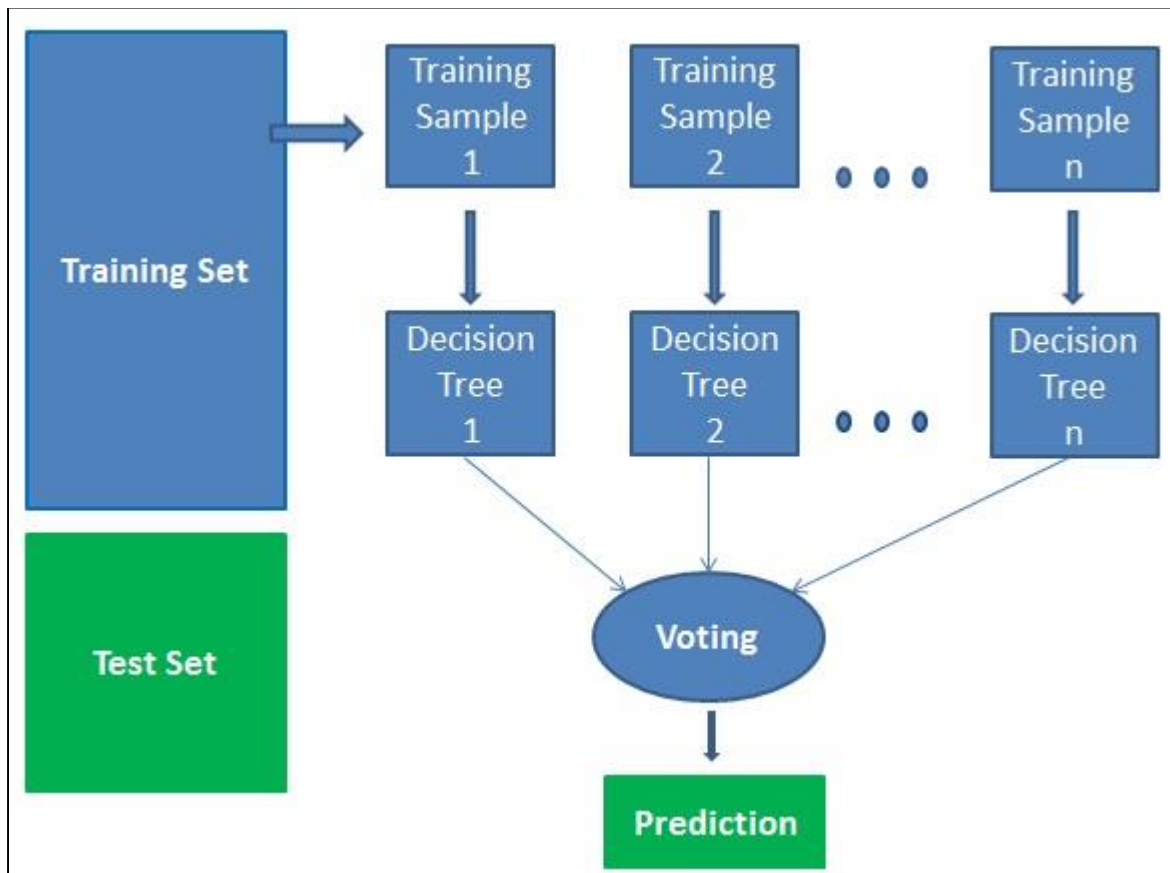 Training Set
Training
Sample
1
Training
Sample
2
Training
Sample
n
Decision
Tree
1
Decision
Tree
2
Decision
Tree
n
Voting
Test Set
Prediction